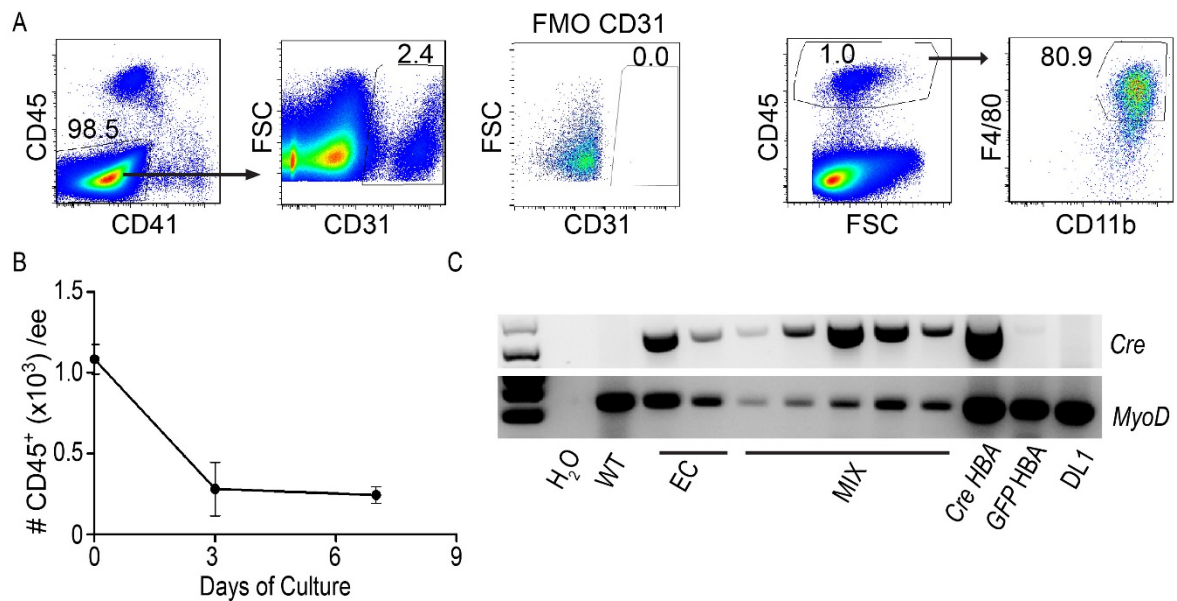 A
FMO CD31
CD45
98.5
CD41
FSC
2.4
CD31
FSC
0.0
CD31
CD45
1.0
FSC
F4/80
80.9
CD11b
B
# CD45⁺ (x10³) /ee
1.5
1.0
0.5
0
0 3 6 9
Days of Culture
C
Cre
MyoD
H₂O
WT
EC
MIX
Cre HBA
GFP HBA
DL1